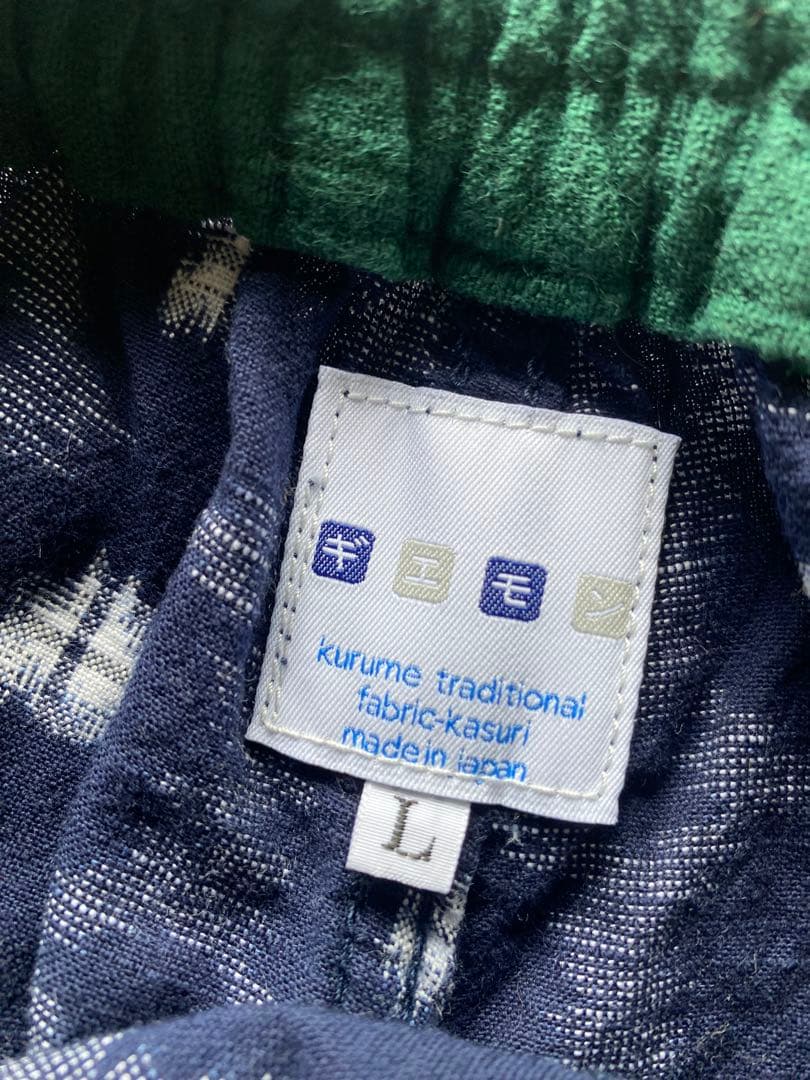 ギエモン
kurume traditional
fabric-kasuri
made in japan
L